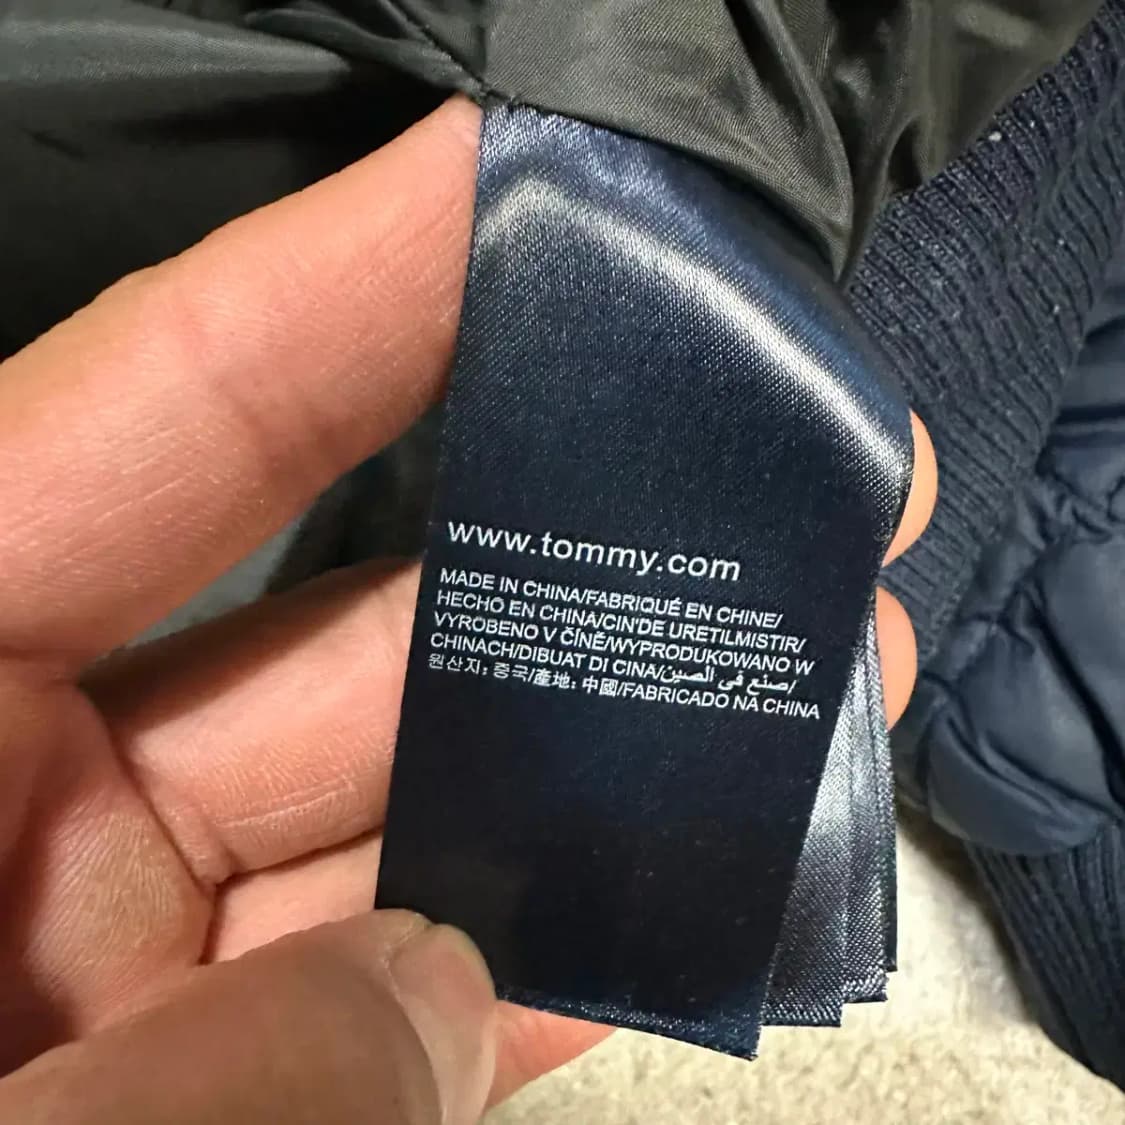 www.tommy.com
MADE IN CHINA/FABRIQUÉ EN CHINE/
HECHO EN CHINA/CIN'DE URETILMISTIR/
VYROBENO V ČÍNĚ/WYPRODUKOWANO W
CHINACH/DIBUAT DI CINA/صنع في الصين/
원산지: 중국/產地: 中國/FABRICADO NA CHINA